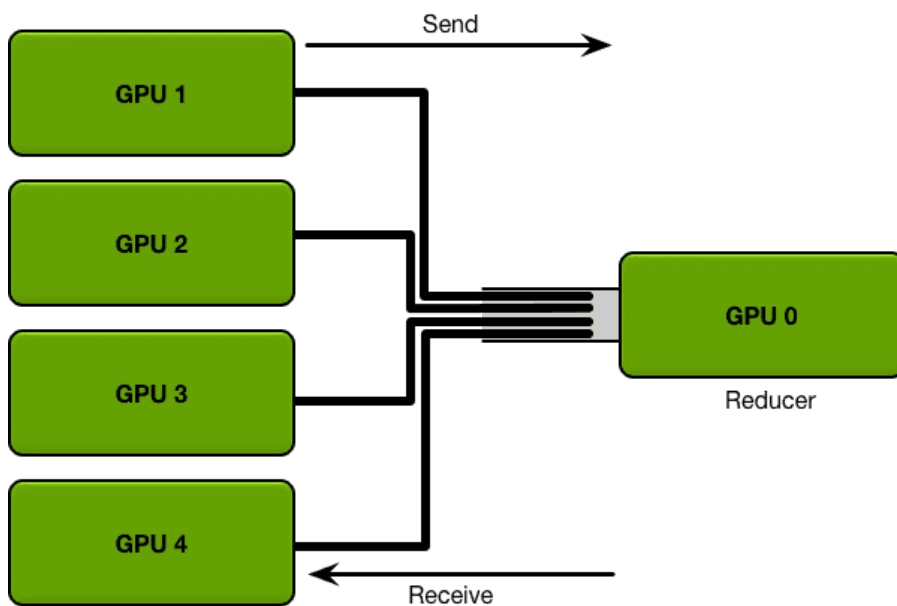 Send
GPU 1
GPU 2
GPU 3
GPU 4
GPU 0
Reducer
Receive